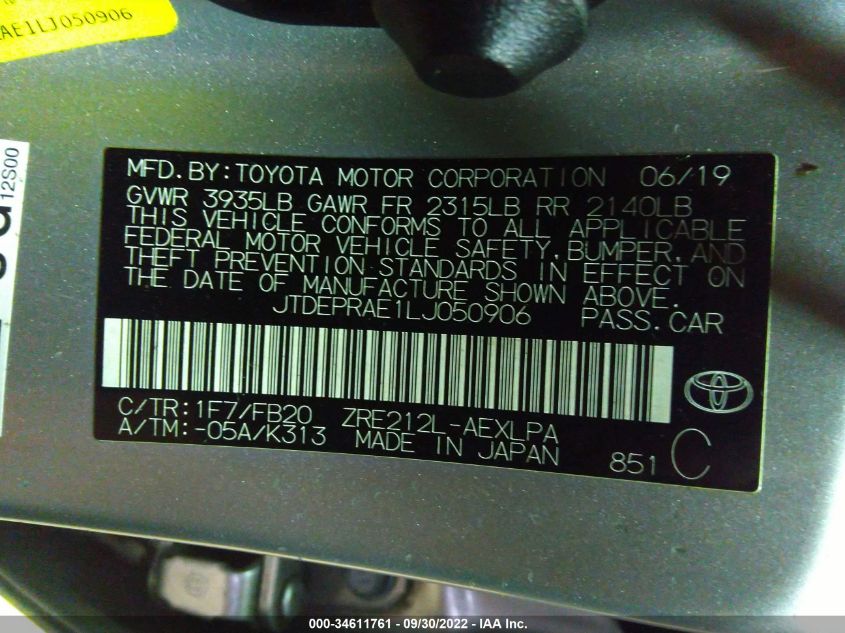 AE1LJ050906
12S00
MFD.BY:TOYOTA MOTOR CORPORATION 06/19
GVWR 3935LB GAWR FR 2315LB RR 2140LB
THIS VEHICLE CONFORMS TO ALL APPLICABLE
FEDERAL MOTOR VEHICLE SAFETY,BUMPER,AND
THEFT PREVENTION STANDARDS IN EFFECT ON
THE DATE OF MANUFACTURE SHOWN ABOVE.
JTDEPRAE1LJ050906 PASS.CAR
C/TR:1F7/FB20 ZRE212L-AEXLPA
A/TM:-05A/K313 MADE IN JAPAN 851 C
000-34611761 - 09/30/2022 - IAA Inc.